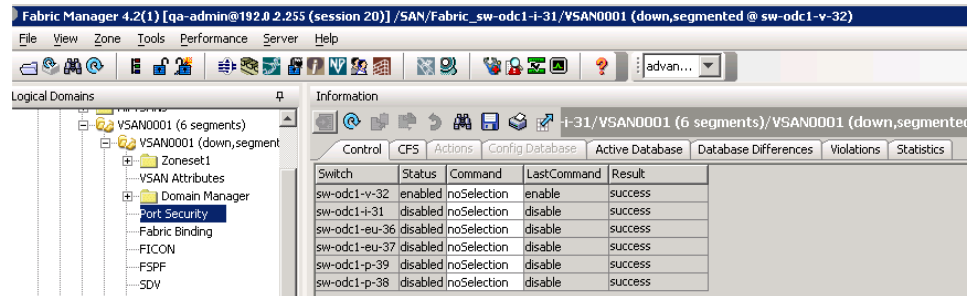 Fabric Manager 4.2(1) [qa-admin@192.0.2.255 (session 20)] /SAN/Fabric_sw-odc1-i-31/VSAN0001 (down,segmented @ sw-odc1-v-32)
File View Zone Tools Performance Server Help
advan...
Logical Domains
Information
-i-31/VSAN0001 (6 segments)/VSAN0001 (down,segmented
VSAN0001 (6 segments)
VSAN0001 (down,segment
Zoneset1
VSAN Attributes
Domain Manager
Port Security
Fabric Binding
FICON
FSPF
SDV
Control CFS Actions Config Database Active Database Database Differences Violations Statistics
Switch Status Command LastCommand Result
sw-odc1-v-32 enabled noSelection enable success
sw-odc1-i-31 disabled noSelection disable success
sw-odc1-eu-36 disabled noSelection disable success
sw-odc1-eu-37 disabled noSelection disable success
sw-odc1-p-39 disabled noSelection disable success
sw-odc1-p-38 disabled noSelection disable success